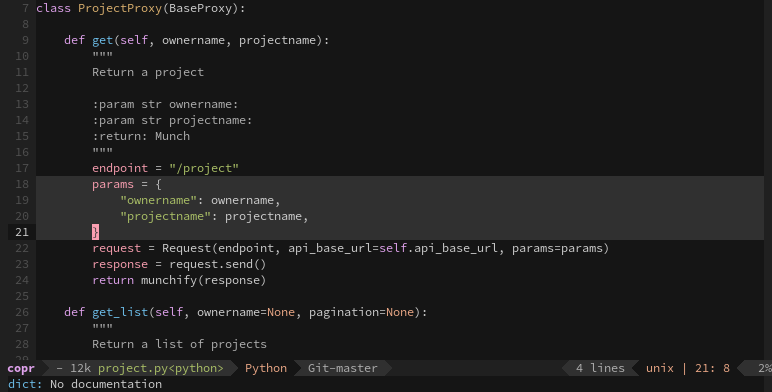 7 class ProjectProxy(BaseProxy):
8
9     def get(self, ownername, projectname):
10         """
11         Return a project
12
13         :param str ownername:
14         :param str projectname:
15         :return: Munch
16         """
17         endpoint = "/project"
18         params = {
19             "ownername": ownername,
20             "projectname": projectname,
21         }
22         request = Request(endpoint, api_base_url=self.api_base_url, params=params)
23         response = request.send()
24         return munchify(response)
25
26     def get_list(self, ownername=None, pagination=None):
27         """
28         Return a list of projects
29
copr - 12k project.py<python> Python Git-master 4 lines unix | 21: 8 2%
dict: No documentation